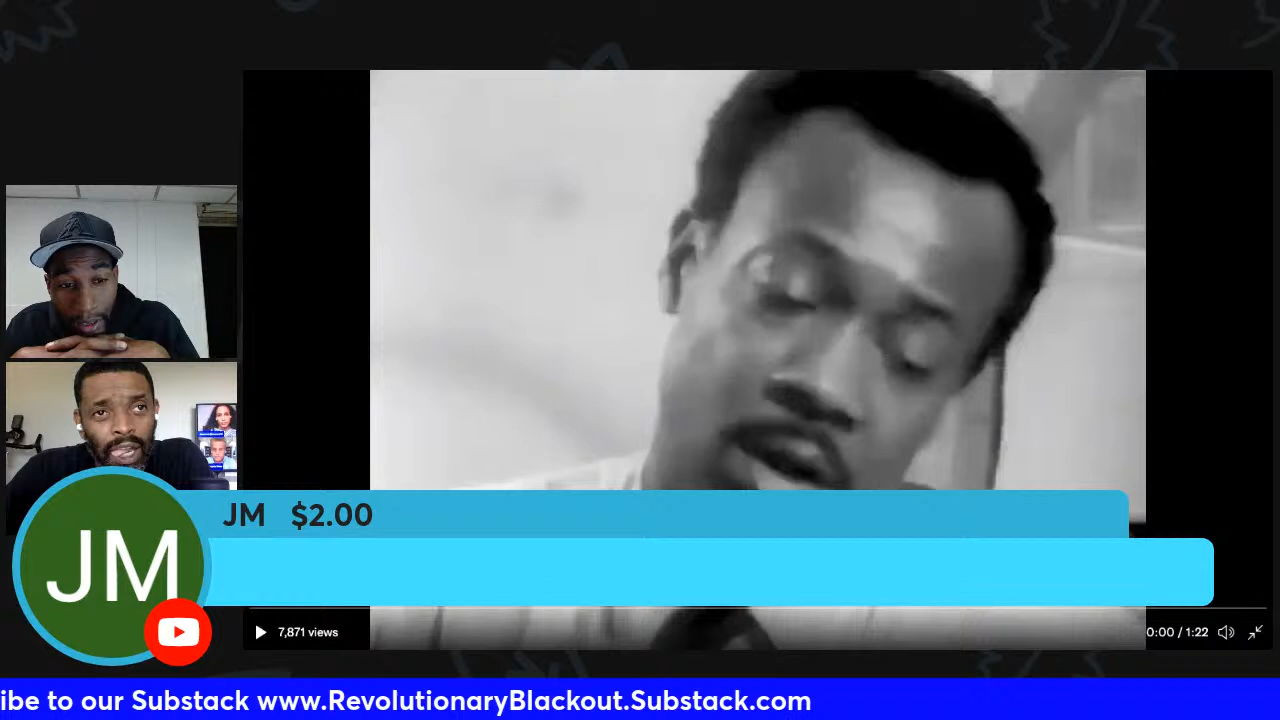 JM $2.00
JM
7,871 views
0:00 / 1:22
ibe to our Substack www.RevolutionaryBlackout.Substack.com